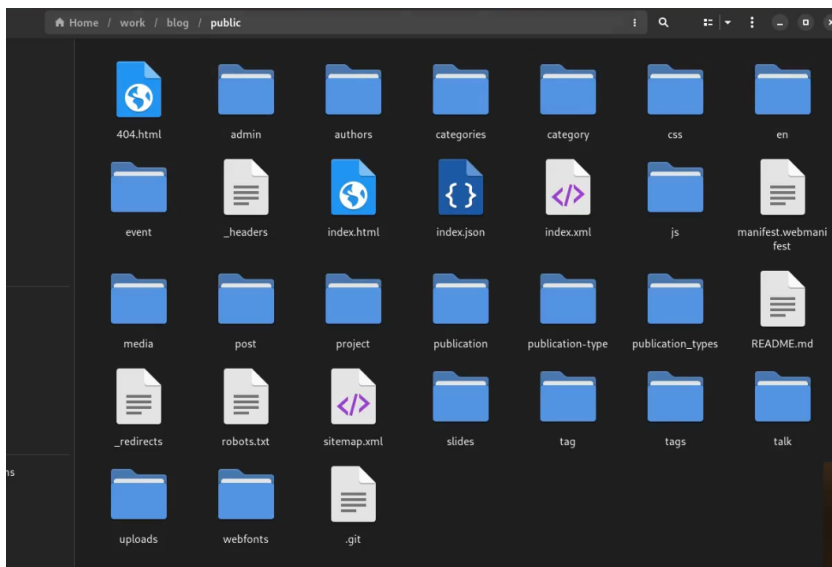 Home / work / blog / public
404.html admin authors categories category css en
event _headers index.html index.json index.xml js manifest.webmani
fest
media post project publication publication-type publication_types README.md
_redirects robots.txt sitemap.xml slides tag tags talk
ns
uploads webfonts .git